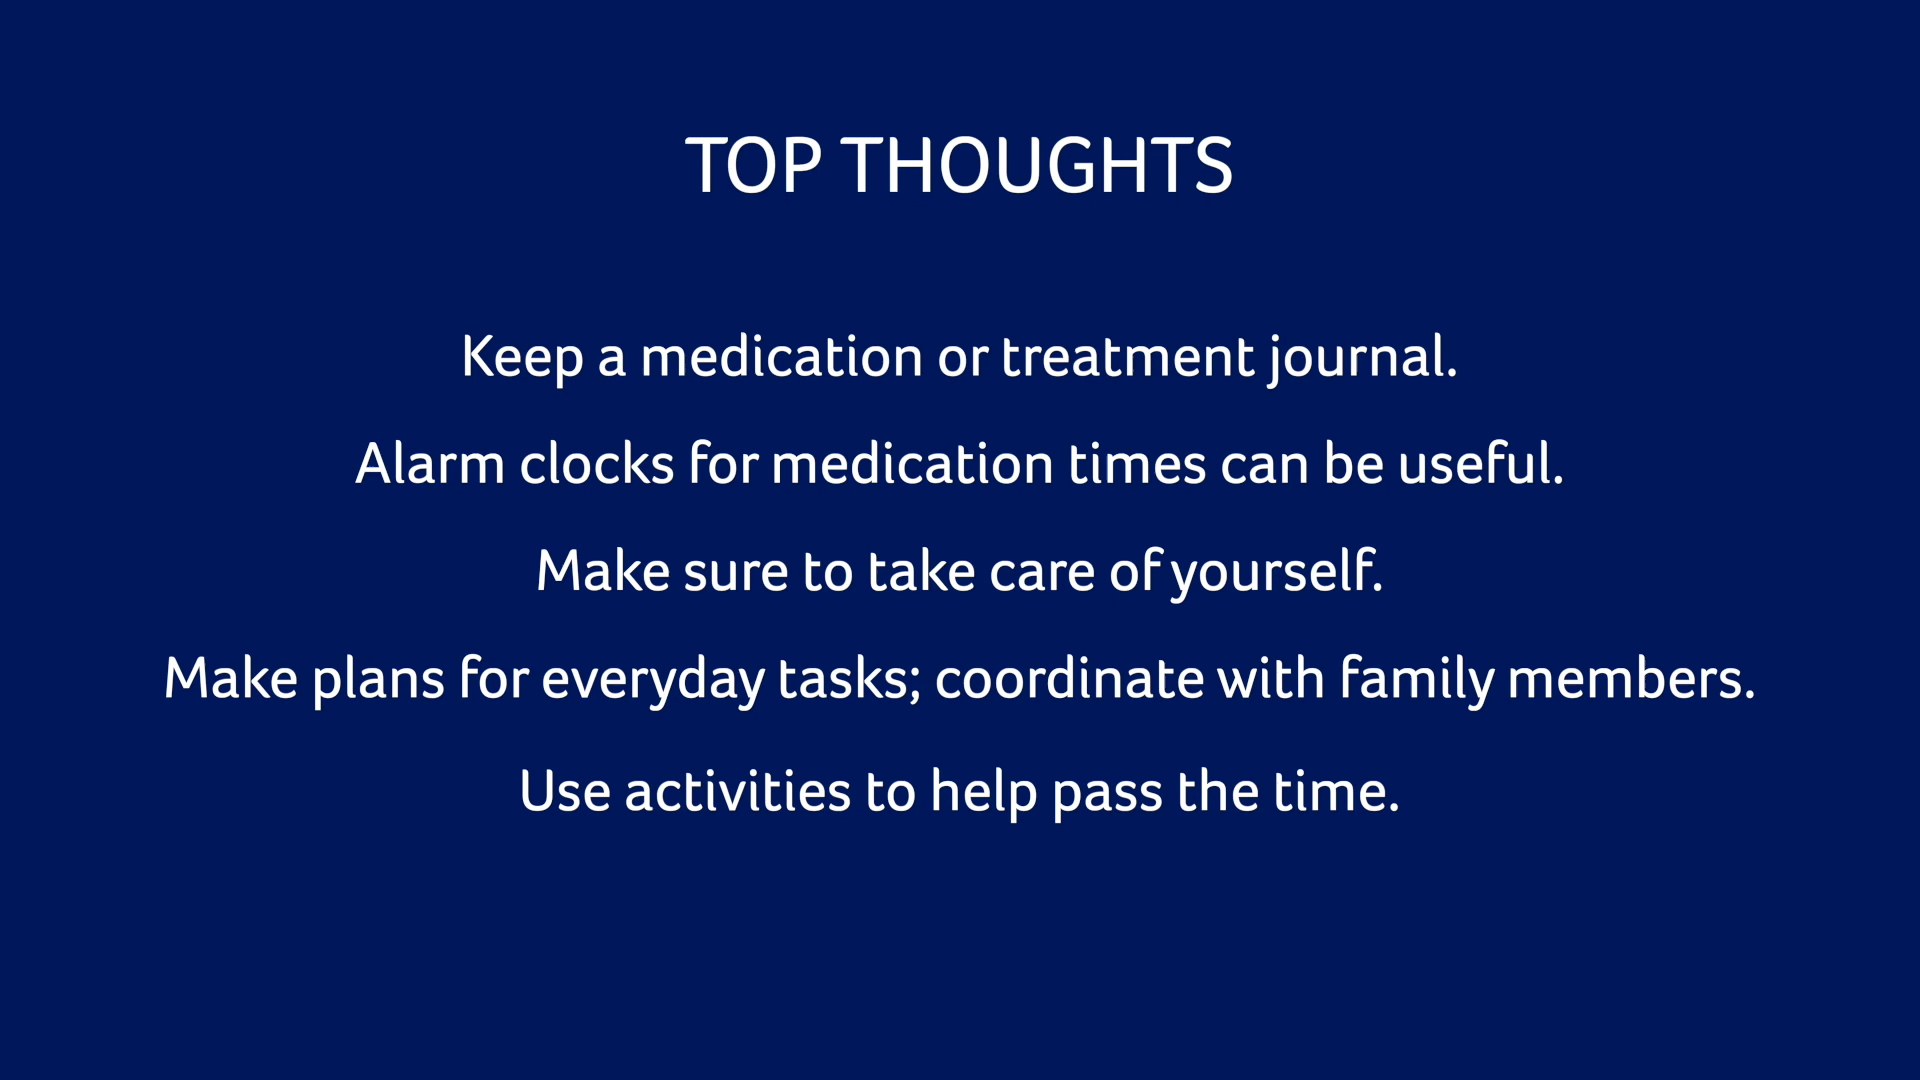 TOP THOUGHTS
Keep a medication or treatment journal.
Alarm clocks for medication times can be useful.
Make sure to take care of yourself.
Make plans for everyday tasks; coordinate with family members.
Use activities to help pass the time.